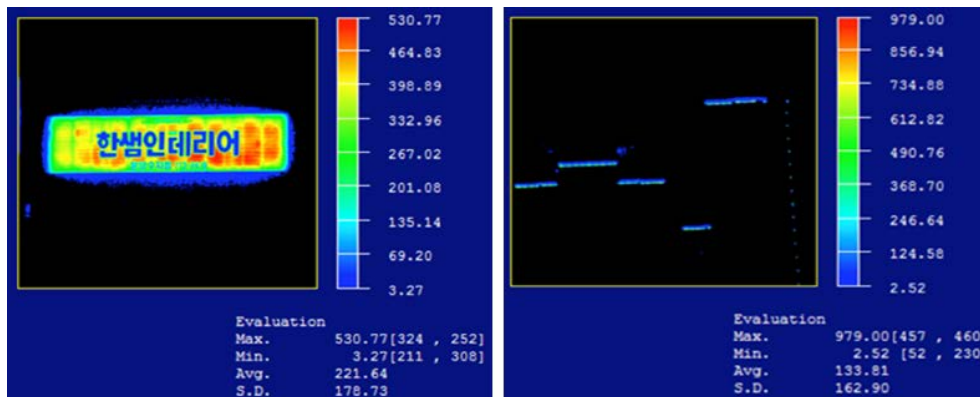 530.77
464.83
398.89
332.96
267.02
201.08
135.14
69.20
3.27
한쌤인데리어
Evaluation
Max. 530.77[324 , 252]
Min. 3.27[211 , 308]
Avg. 221.64
S.D. 178.73
979.00
856.94
734.88
612.82
490.76
368.70
246.64
124.58
2.52
Evaluation
Max. 979.00[457 , 460
Min. 2.52 [52 , 230
Avg. 133.81
S.D. 162.90